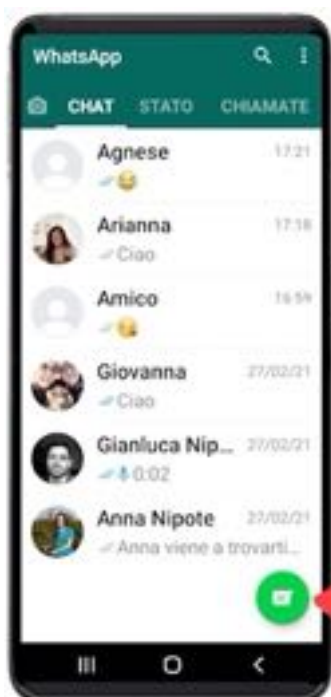 WhatsApp
CHAT STATO CHIAMATE
Agnese 17:21
😂
Arianna 17:18
Ciao
Amico 16:59
😘
Giovanna 27/02/21
Ciao
Gianluca Nip... 27/02/21
0:02
Anna Nipote 27/02/21
Anna viene a trovarti...